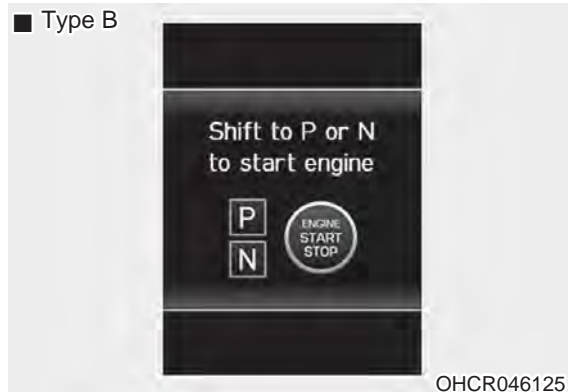 ■ Type B
Shift to P or N
to start engine
P
N
ENGINE
START
STOP
OHCR046125